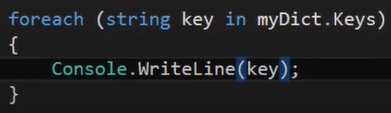 foreach (string key in myDict.Keys)
{
    Console.WriteLine(key);
}